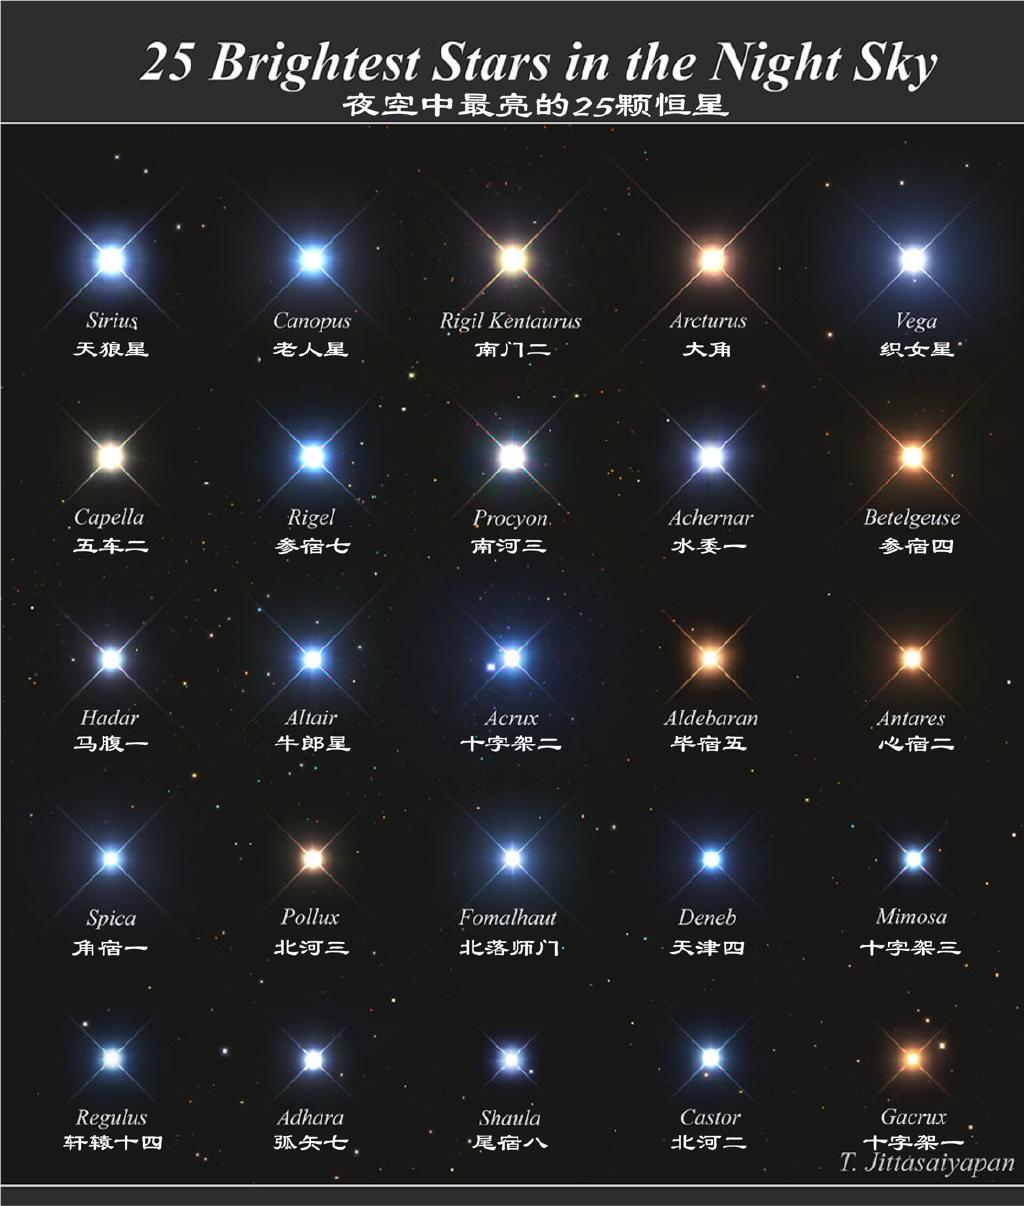 25 Brightest Stars in the Night Sky
夜空中最亮的25颗恒星
Sirius Canopus Rigil Kentaurus Arcturus Vega
天狼星 老人星 南门二 大角 织女星
Capella Rigel Procyon Achernar Betelgeuse
五车二 参宿七 南河三 水委一 参宿四
Hadar Altair Acrux Aldebaran Antares
马腹一 牛郎星 十字架二 毕宿五 心宿二
Spica Pollux Fomalhaut Deneb Mimosa
角宿一 北河三 北落师门 天津四 十字架三
Regulus Adhara Shaula Castor Gacrux
轩辕十四 弧矢七 尾宿八 北河二 十字架一
T. Jittasaiyapan